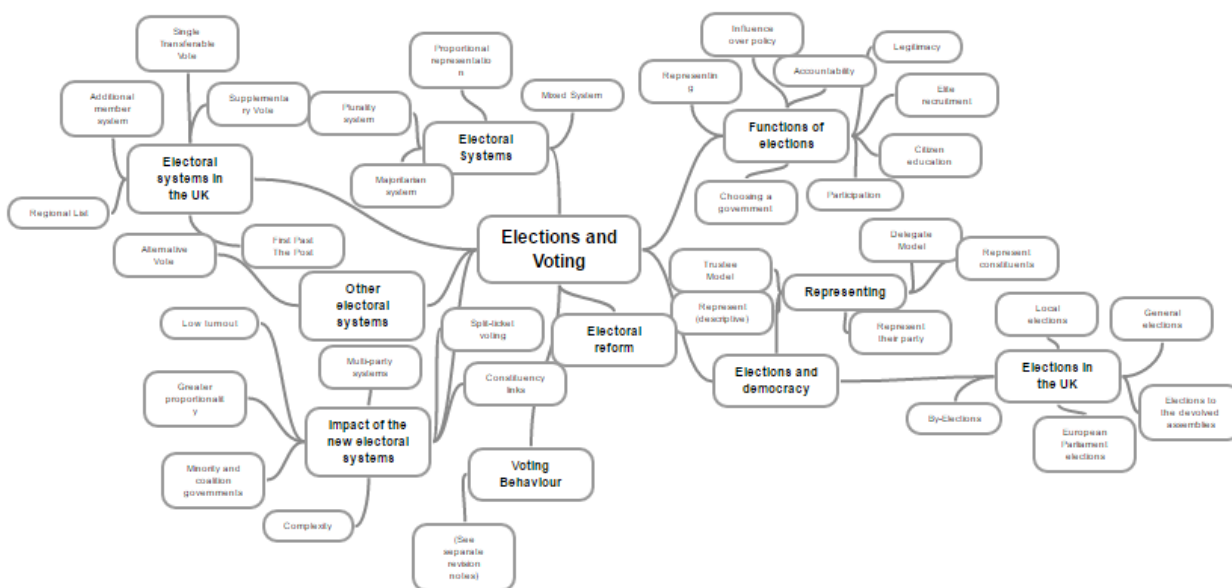 Single
Transferable
Vote
Additional
member
system
Supplementa
ry Vote
Electoral
systems in
the UK
Regional List
First Past
The Post
Proportional
representatio
n
Mixed System
Plurality
system
Electoral
Systems
Majoritarian
system
Influence
over policy
Legitimacy
Accountability
Representin
g
Elite
recruitment
Functions of
elections
Citizen
education
Choosing a
government
Participation
Elections and
Voting
Alternative
Vote
Other
electoral
systems
Delegate
Model
Represent
constituents
Trustee
Model
Representing
Represent
(descriptive)
Represent
their party
Electoral
reform
Elections and
democracy
Local
elections
General
elections
Elections in
the UK
Elections to
the devolved
assemblies
By-Elections
European
Parliament
elections
Low turnout
Split-ticket
voting
Multi-party
systems
Constituency
links
Greater
proportionalit
y
Impact of the
new electoral
systems
Minority and
coalition
governments
Complexity
Voting
Behaviour
(See
separate
revision
notes)